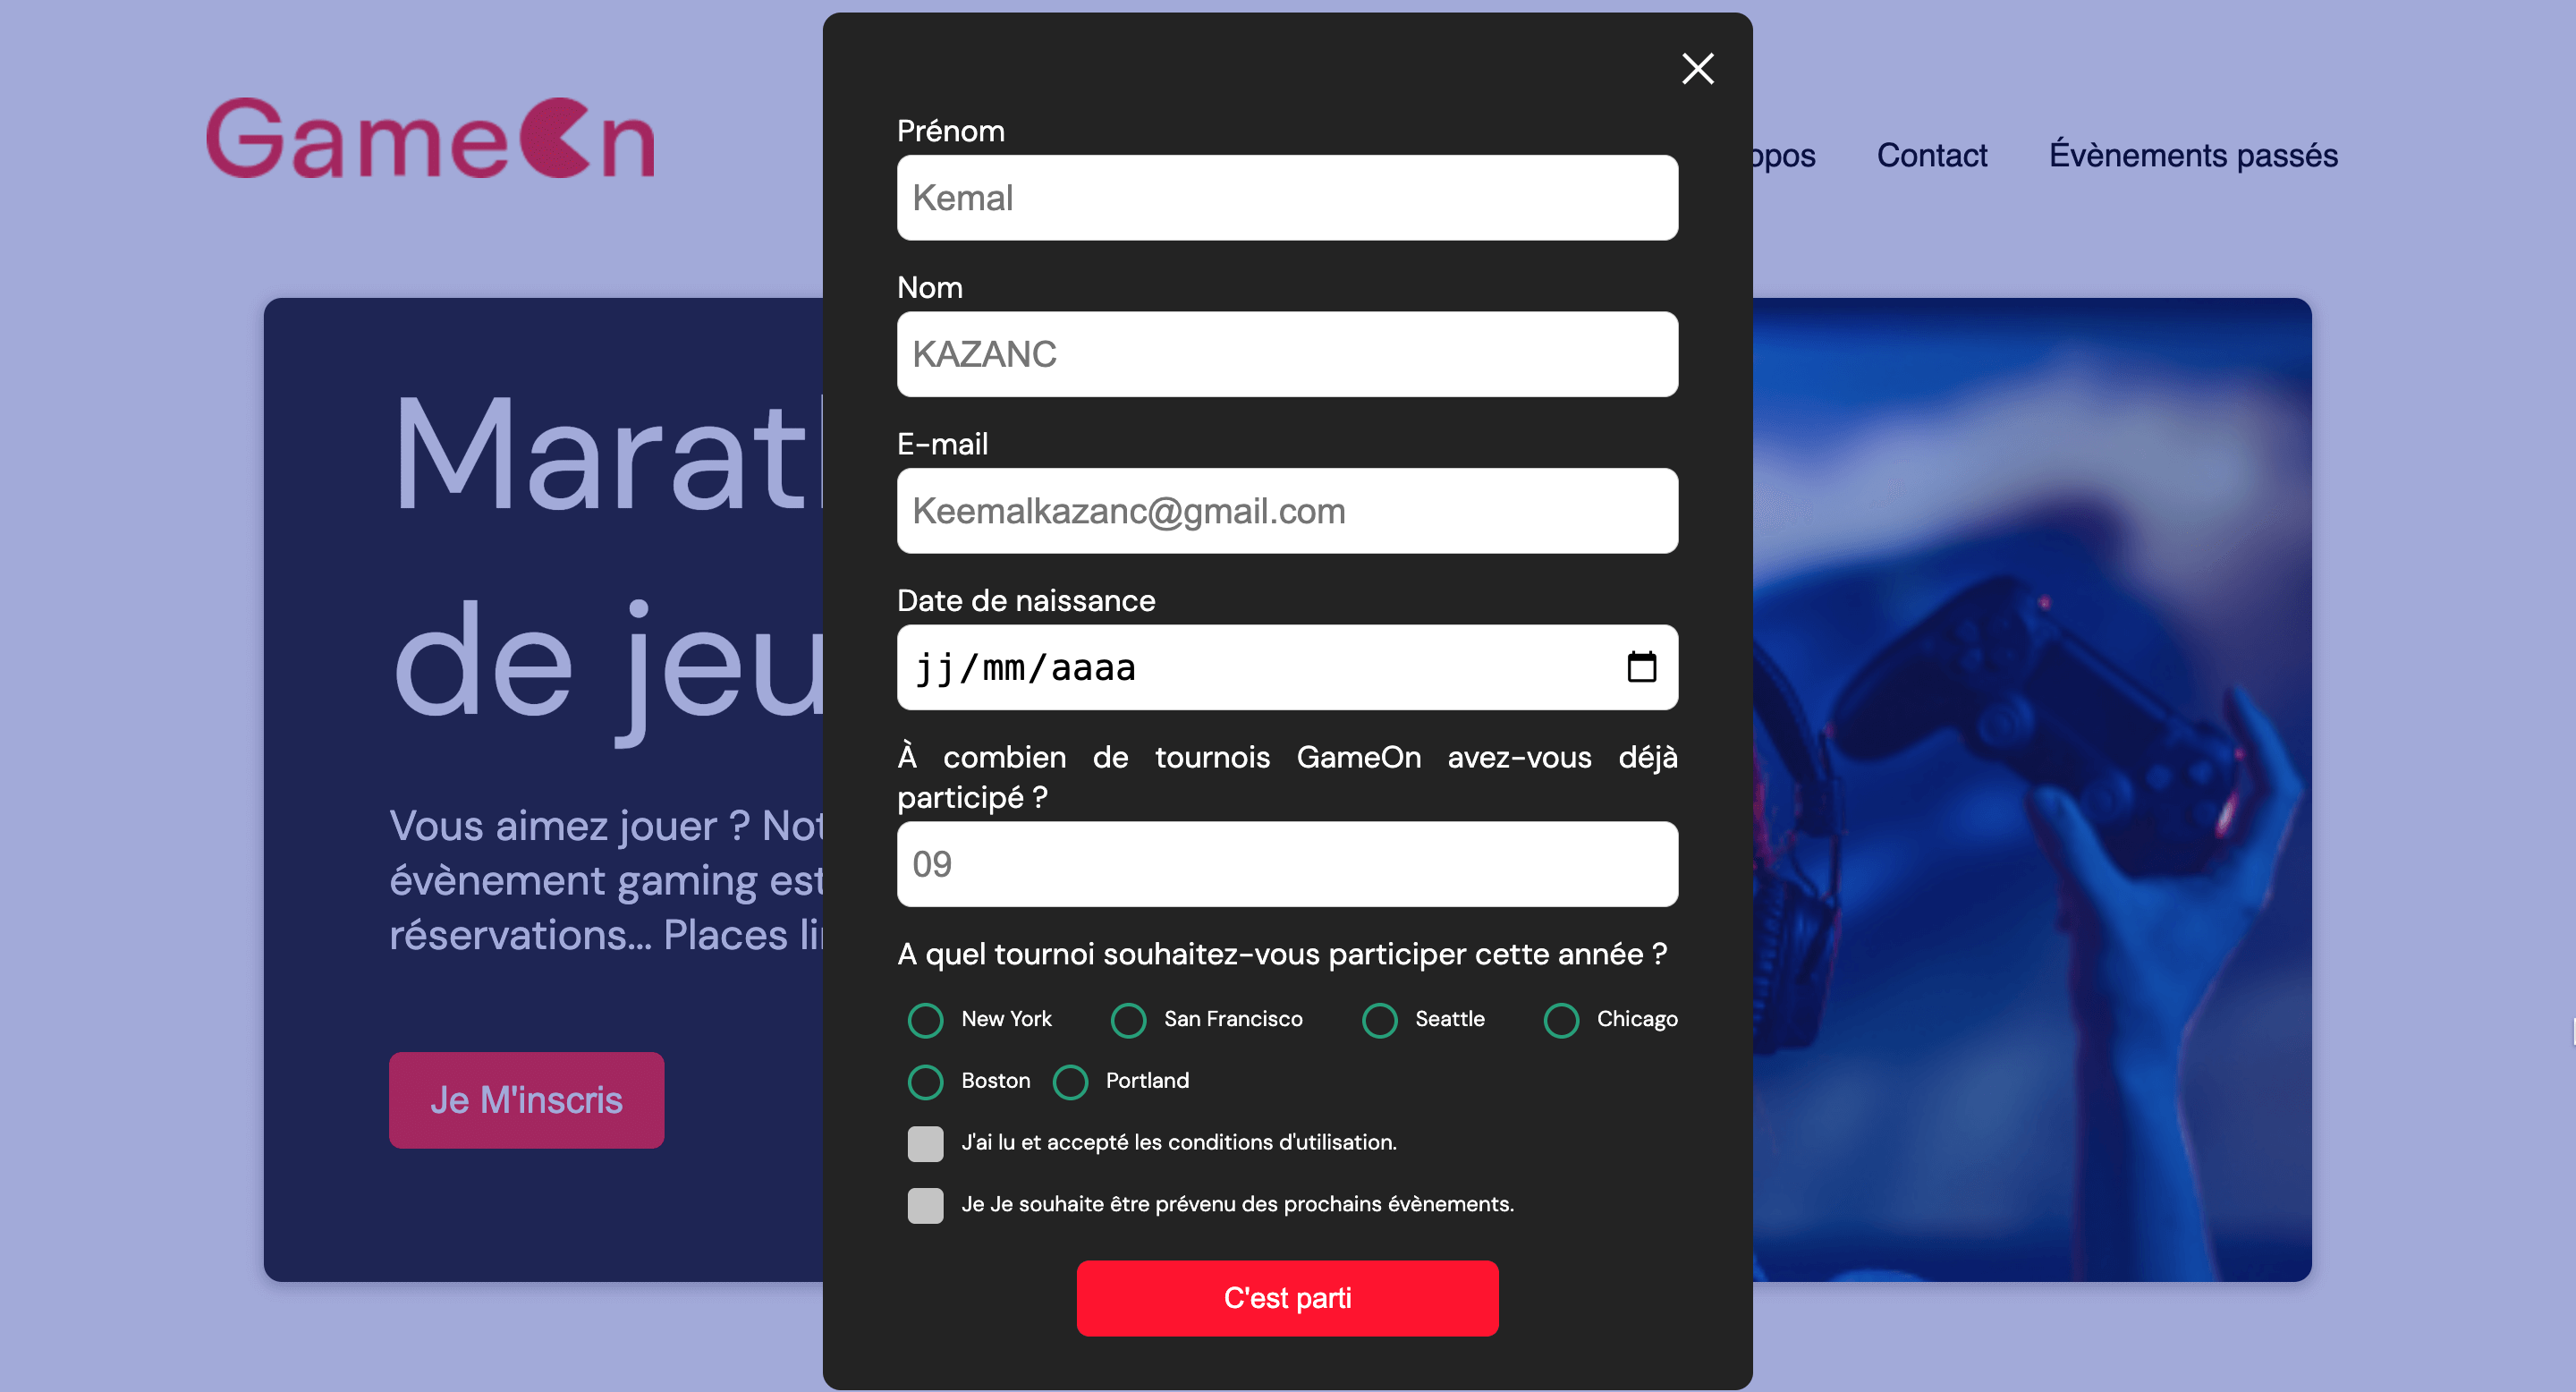 GameOn
opos
Contact
Évènements passés
Marat
de jeu
Vous aimez jouer ? Not
évènement gaming est
réservations... Places li
Je M'inscris
Prénom
Kemal
Nom
KAZANC
E-mail
Keemalkazanc@gmail.com
Date de naissance
jj/mm/aaaa
À combien de tournois GameOn avez-vous déjà
participé ?
09
A quel tournoi souhaitez-vous participer cette année ?
New York San Francisco Seattle Chicago
Boston Portland
J'ai lu et accepté les conditions d'utilisation.
Je Je souhaite être prévenu des prochains évènements.
C'est parti